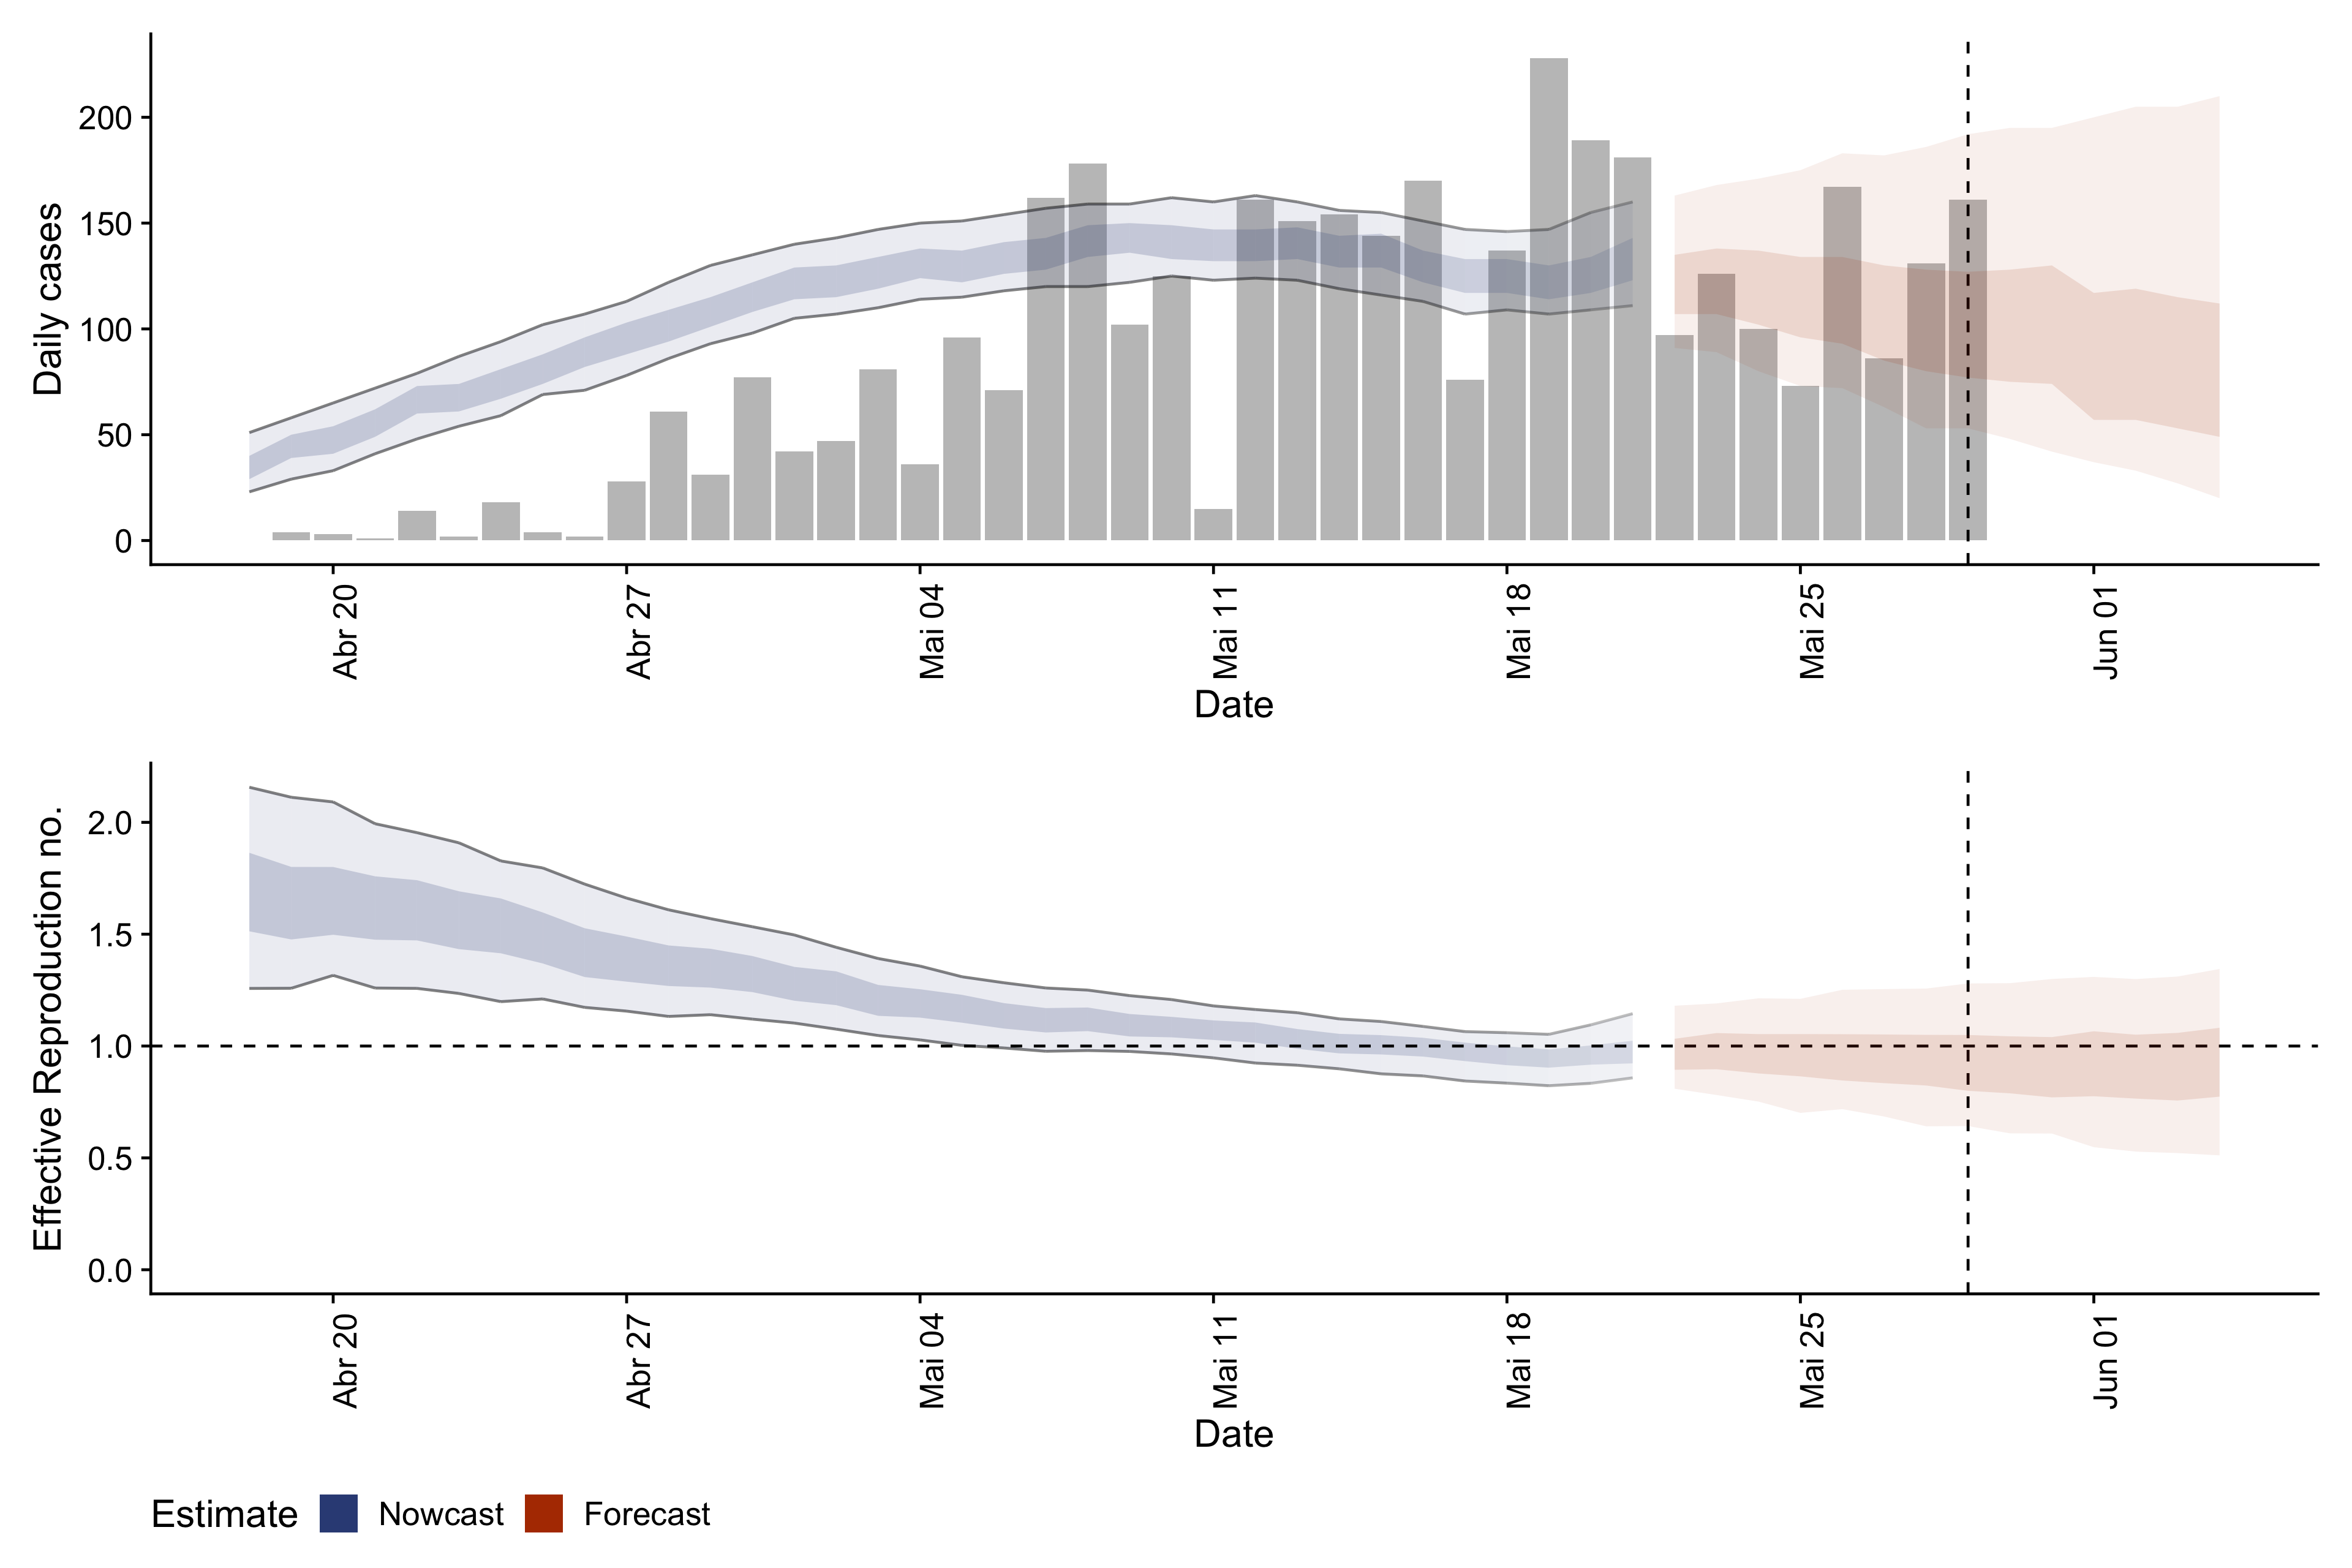 Daily cases
200
150
100
50
0
Abr 20
Abr 27
Mai 04
Mai 11
Mai 18
Mai 25
Jun 01
Date
Effective Reproduction no.
2.0
1.5
1.0
0.5
0.0
Abr 20
Abr 27
Mai 04
Mai 11
Mai 18
Mai 25
Jun 01
Date
Estimate Nowcast Forecast